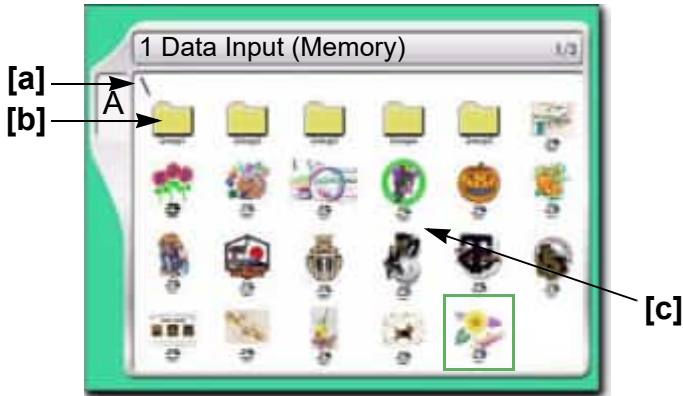 1 Data Input (Memory)
1/3
[a]
\
A
[b]
[c]